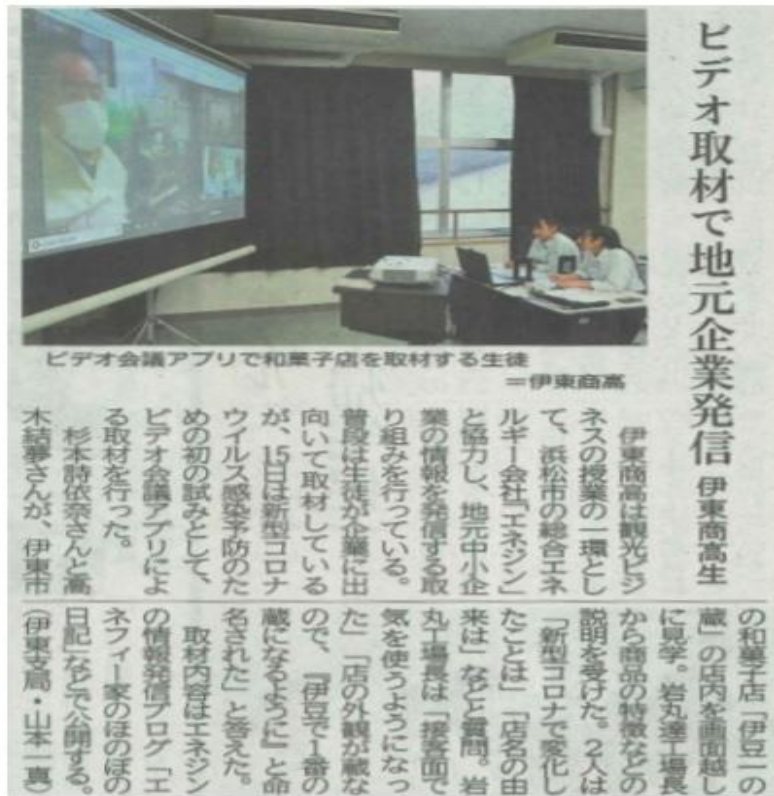 ビデオ取材で地元企業発信 伊東商高生
ビデオ会議アプリで和菓子店を取材する生徒
＝伊東商高
伊東商高は観光ビジ
ネスの授業の一環とし
て、浜松市の総合エネ
ルギー会社「エネジン」
と協力し、地元中小企
業の情報を発信する取
り組みを行っている。
普段は生徒が企業に出
向いて取材している
が、15日は新型コロナ
ウイルス感染予防のた
めの初の試みとして、
ビデオ会議アプリによ
る取材を行った。
杉本詩依奈さんと高
木結夢さんが、伊東市
の和菓子店「伊豆一の
蔵」の店内を画面越し
に見学。岩丸達工場長
から商品の特徴などの
説明を受けた。2人は
「新型コロナで変化し
たことは」「店名の由
来は」などと質問。岩
丸工場長は「接客面で
気を使うようになっ
た」「店の外観が蔵な
ので、『伊豆で1番の
蔵になるように』と命
名された」と答えた。
取材内容はエネジン
の情報発信ブログ「エ
ネフィー家のほのぼの
日記」などで公開する。
（伊東支局・山本一真）